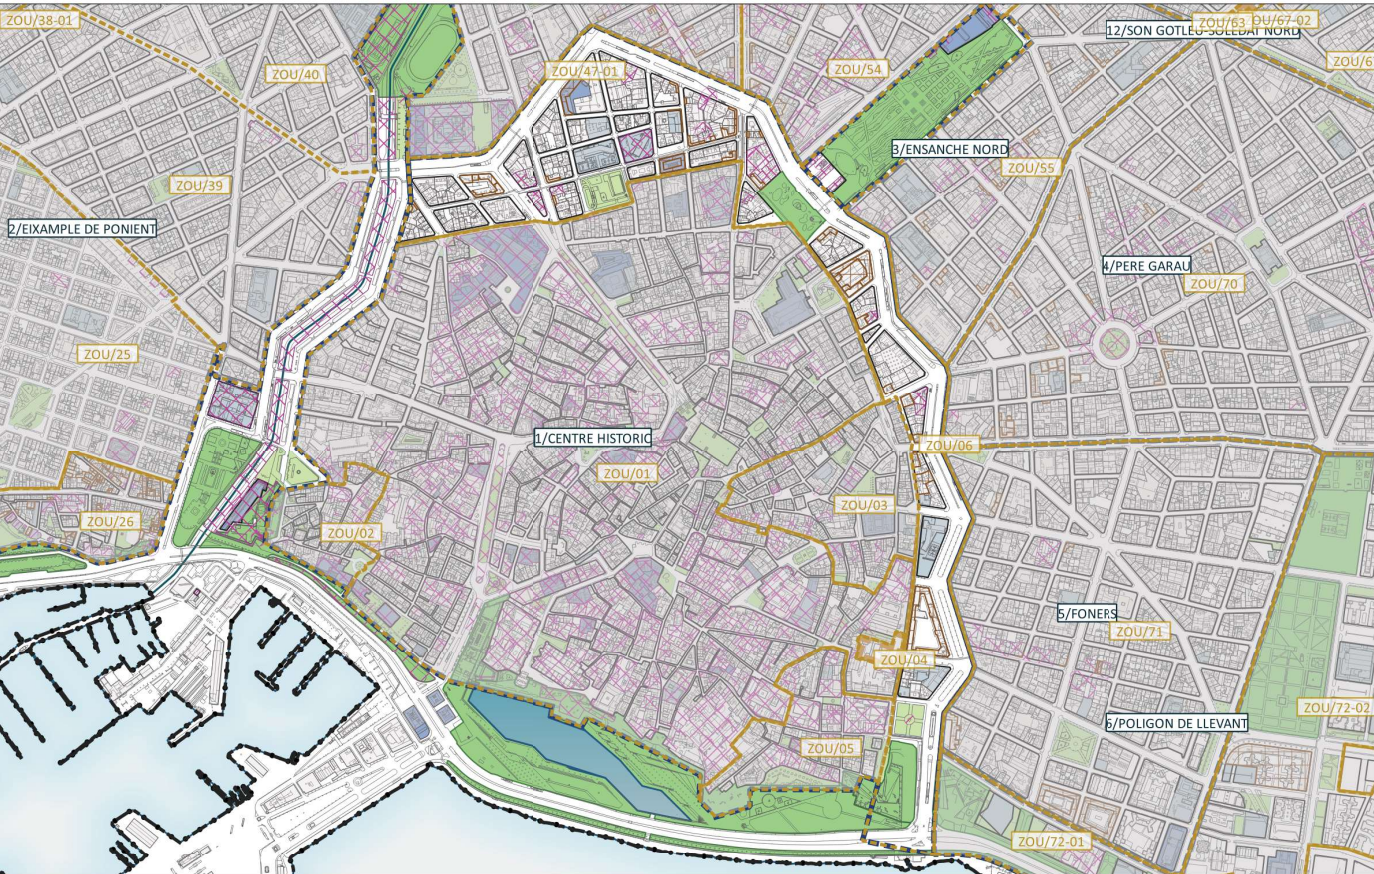 ZOU/38-01
ZOU/63
ZOU/67-02
12/SON GOTLEU-SOLEDAT NORD
ZOU/40
ZOU/47-01
ZOU/54
3/ENSANCHE NORD
ZOU/55
ZOU/39
2/EIXAMPLE DE PONIENT
4/PERE GARAU
ZOU/70
ZOU/25
1/CENTRE HISTORIC
ZOU/06
ZOU/01
ZOU/03
ZOU/26
ZOU/02
5/FONERS
ZOU/71
ZOU/04
ZOU/72-02
6/POLIGON DE LLEVANT
ZOU/05
ZOU/72-01